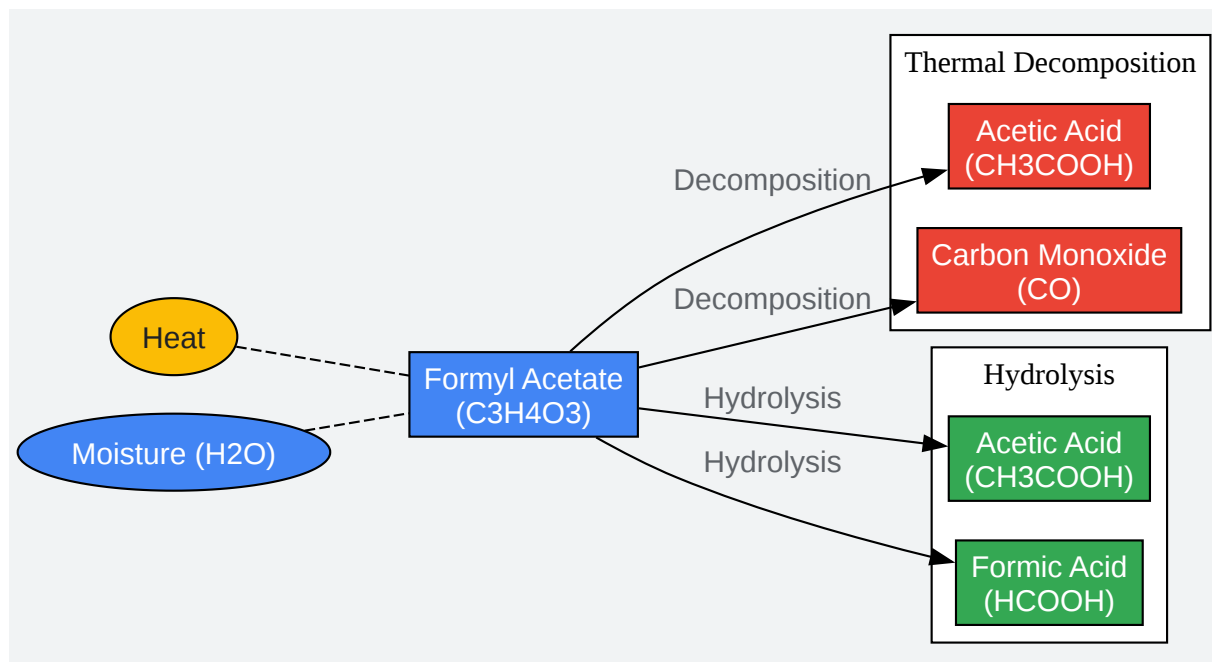 Thermal Decomposition
Acetic Acid
(CH3COOH)
Decomposition
Carbon Monoxide
(CO)
Decomposition
Heat
Formyl Acetate
(C3H4O3)
Moisture (H2O)
Hydrolysis
Hydrolysis
Acetic Acid
(CH3COOH)
Hydrolysis
Formic Acid
(HCOOH)